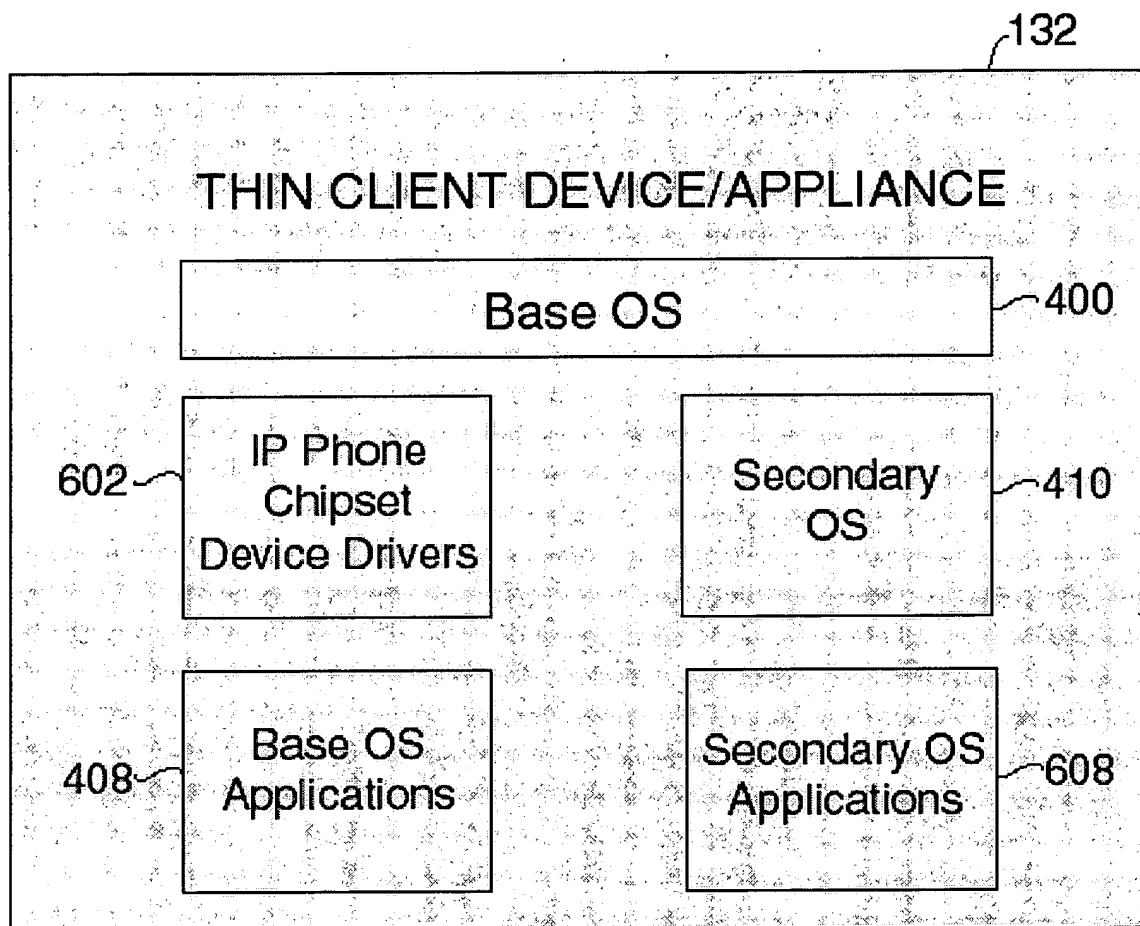 132
THIN CLIENT DEVICE/APPLIANCE
Base OS
400
602
IP Phone
Chipset
Device Drivers
Secondary
OS
410
408
Base OS
Applications
Secondary OS
Applications
608